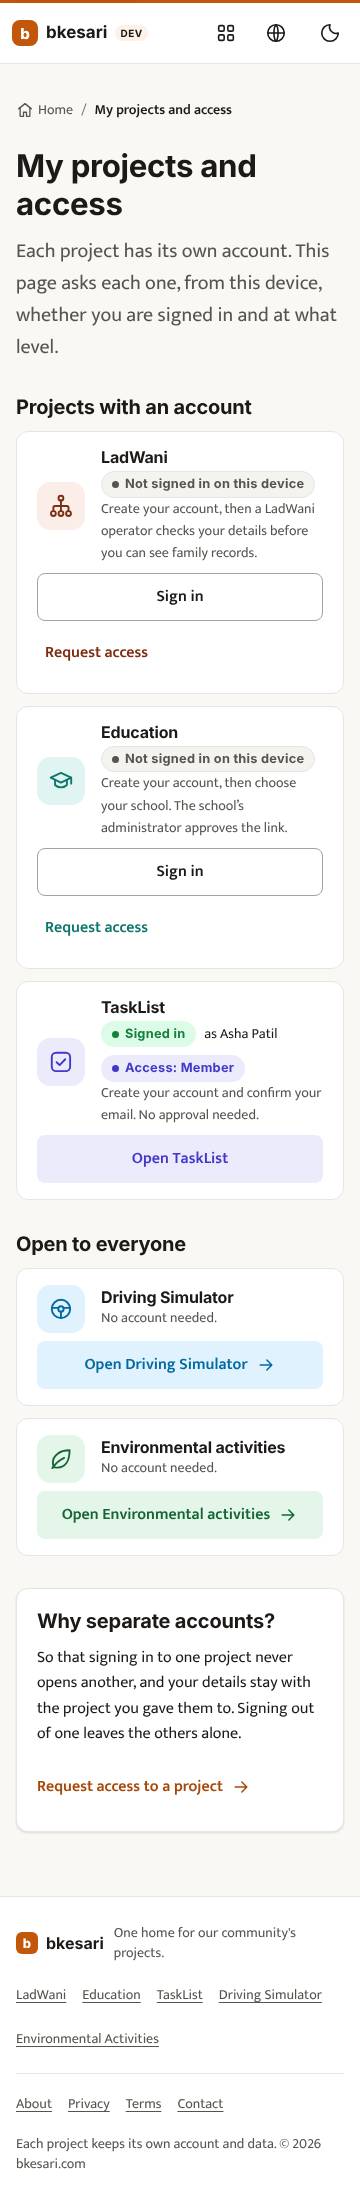 b bkesari DEV
Home / My projects and access
My projects and
access
Each project has its own account. This
page asks each one, from this device,
whether you are signed in and at what
level.
Projects with an account
LadWani
Not signed in on this device
Create your account, then a LadWani
operator checks your details before
you can see family records.
Sign in
Request access
Education
Not signed in on this device
Create your account, then choose
your school. The school's
administrator approves the link.
Sign in
Request access
TaskList
Signed in as Asha Patil
Access: Member
Create your account and confirm your
email. No approval needed.
Open TaskList
Open to everyone
Driving Simulator
No account needed.
Open Driving Simulator →
Environmental activities
No account needed.
Open Environmental activities →
Why separate accounts?
So that signing in to one project never
opens another, and your details stay with
the project you gave them to. Signing out
of one leaves the others alone.
Request access to a project →
b bkesari One home for our community's
projects.
LadWani Education TaskList Driving Simulator
Environmental Activities
About Privacy Terms Contact
Each project keeps its own account and data. © 2026
bkesari.com